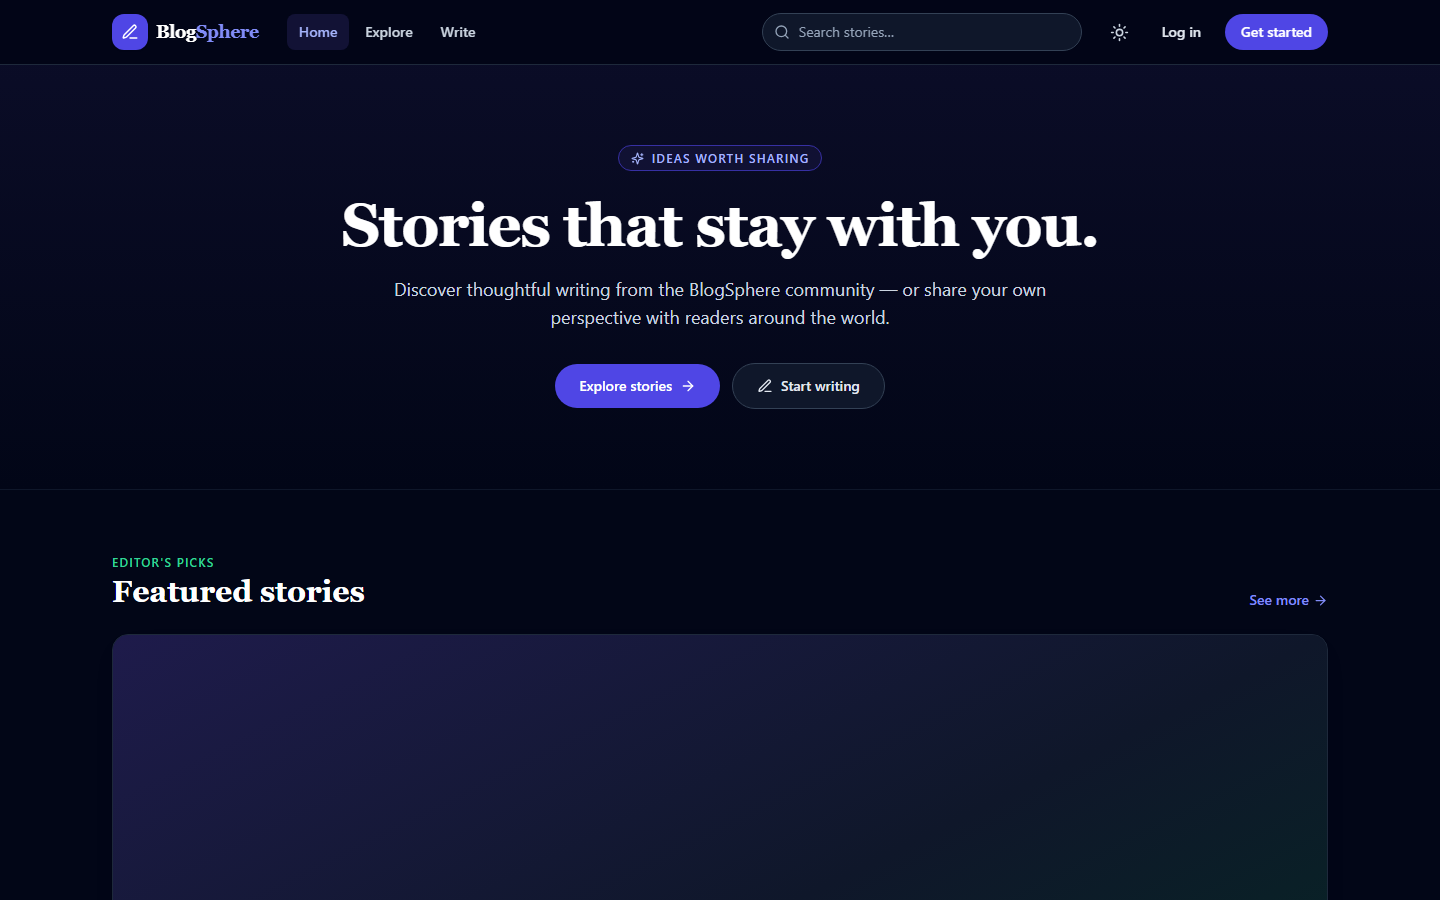 BlogSphere
Home
Explore
Write
Search stories...
Log in
Get started
IDEAS WORTH SHARING
Stories that stay with you.
Discover thoughtful writing from the BlogSphere community — or share your own
perspective with readers around the world.
Explore stories
Start writing
EDITOR'S PICKS
Featured stories
See more